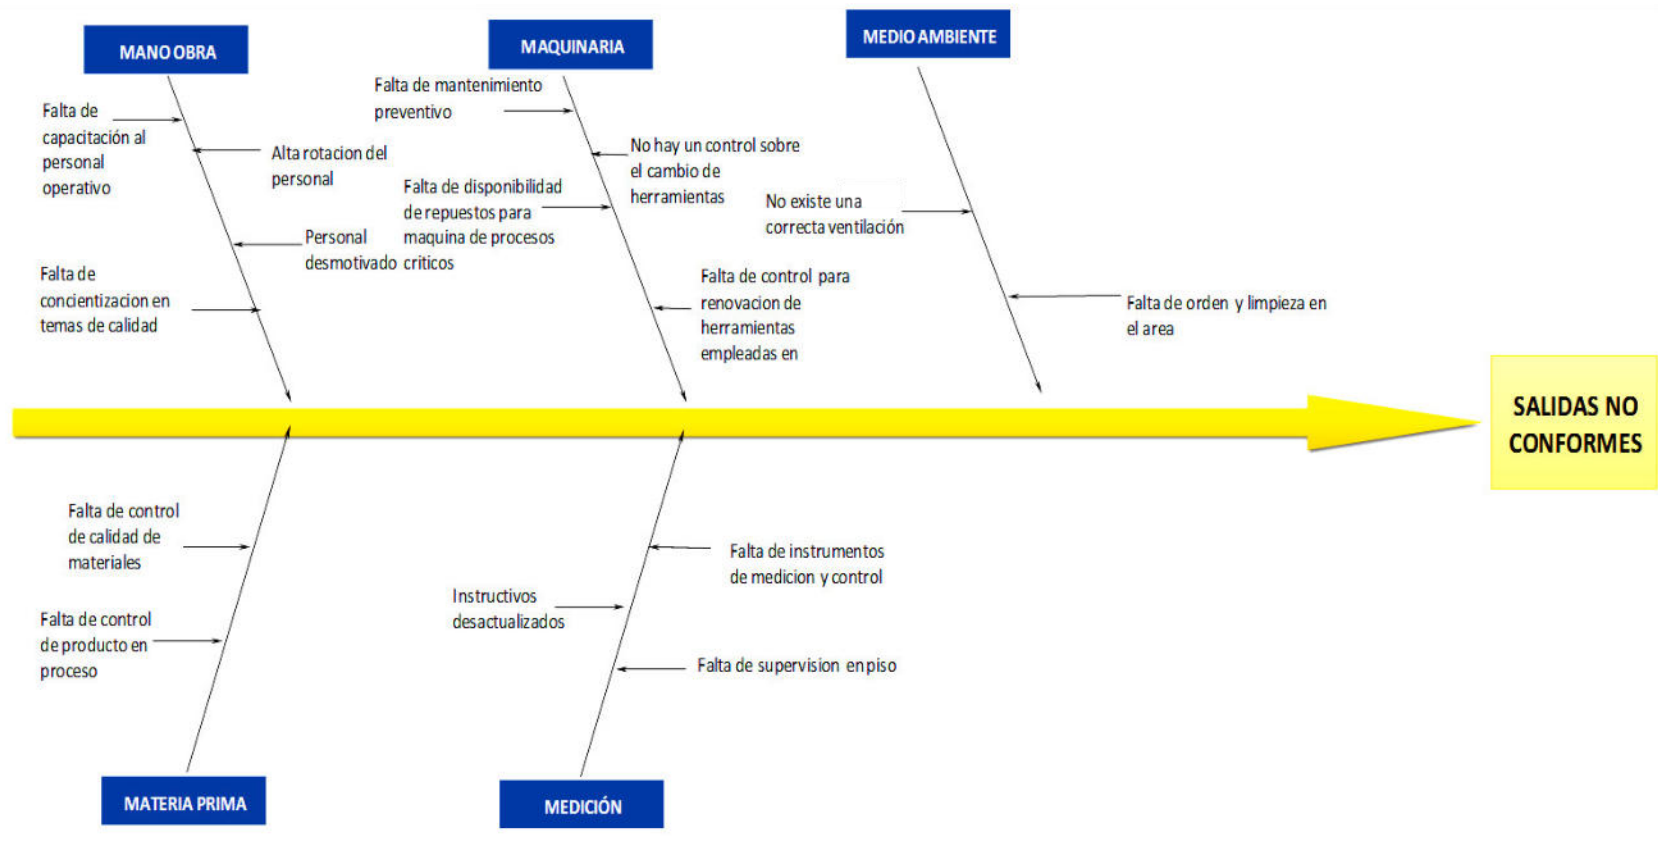 MANO OBRA
MAQUINARIA
MEDIO AMBIENTE
Falta de
capacitación al
personal
operativo
Alta rotacion del
personal
Personal
desmotivado
Falta de
concientizacion en
temas de calidad
Falta de mantenimiento
preventivo
No hay un control sobre
el cambio de
herramientas
Falta de disponibilidad
de repuestos para
maquina de procesos
criticos
Falta de control para
renovacion de
herramientas
empleadas en
No existe una
correcta ventilación
Falta de orden y limpieza en
el area
SALIDAS NO
CONFORMES
Falta de control
de calidad de
materiales
Falta de control
de producto en
proceso
Falta de instrumentos
de medicion y control
Instructivos
desactualizados
Falta de supervision en piso
MATERIA PRIMA
MEDICIÓN